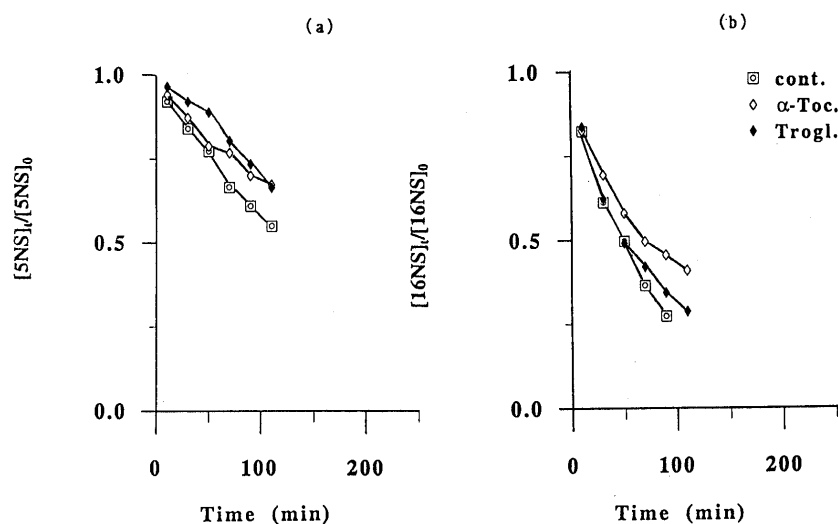 (a)
1.0
0.5
0.0
0
100
200
[5NS]t/[5NS]0
Time (min)
(b)
1.0
0.5
0.0
0
100
200
[16NS]t/[16NS]0
Time (min)
cont.
α-Toc.
Trogl.